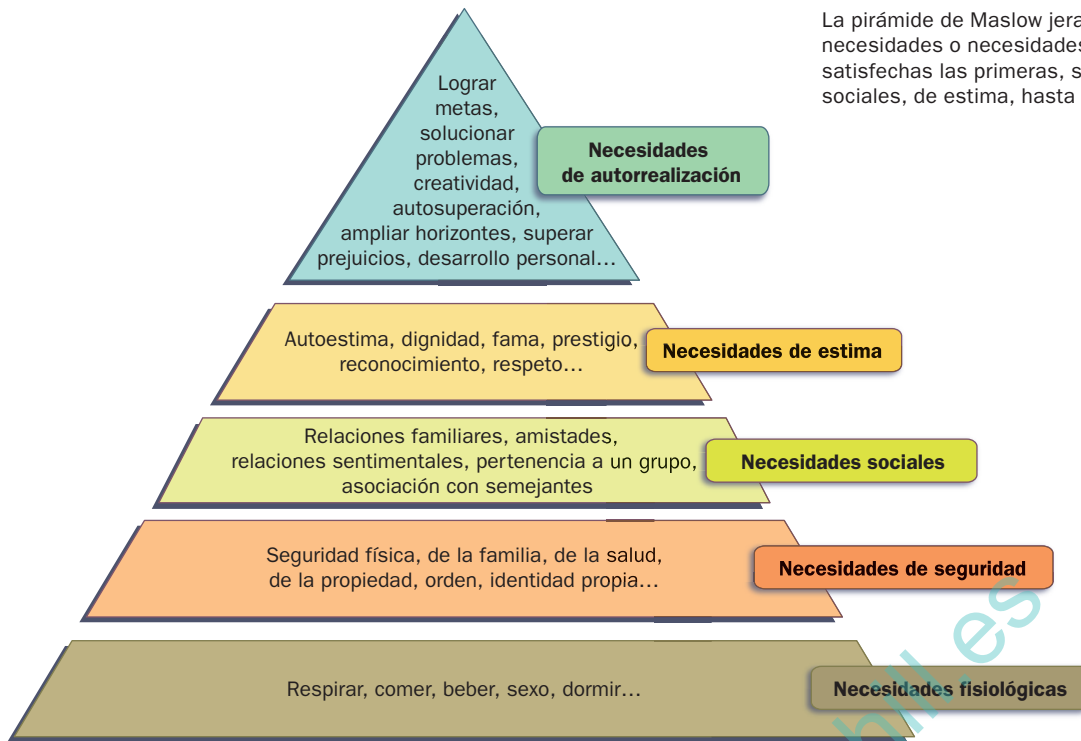 La pirámide de Maslow
necesidades o necesidades
satisfechas las primeras,
sociales, de estima, hasta
Lograr
metas,
solucionar
problemas,
creatividad,
autosuperación,
ampliar horizontes, superar
prejuicios, desarrollo personal…
Necesidades
de autorrealización
Autoestima, dignidad, fama, prestigio,
reconocimiento, respeto…
Necesidades de estima
Relaciones familiares, amistades,
relaciones sentimentales, pertenencia a un grupo,
asociación con semejantes
Necesidades sociales
Seguridad física, de la familia, de la salud,
de la propiedad, orden, identidad propia…
Necesidades de seguridad
Respirar, comer, beber, sexo, dormir…
Necesidades fisiológicas
hill.es